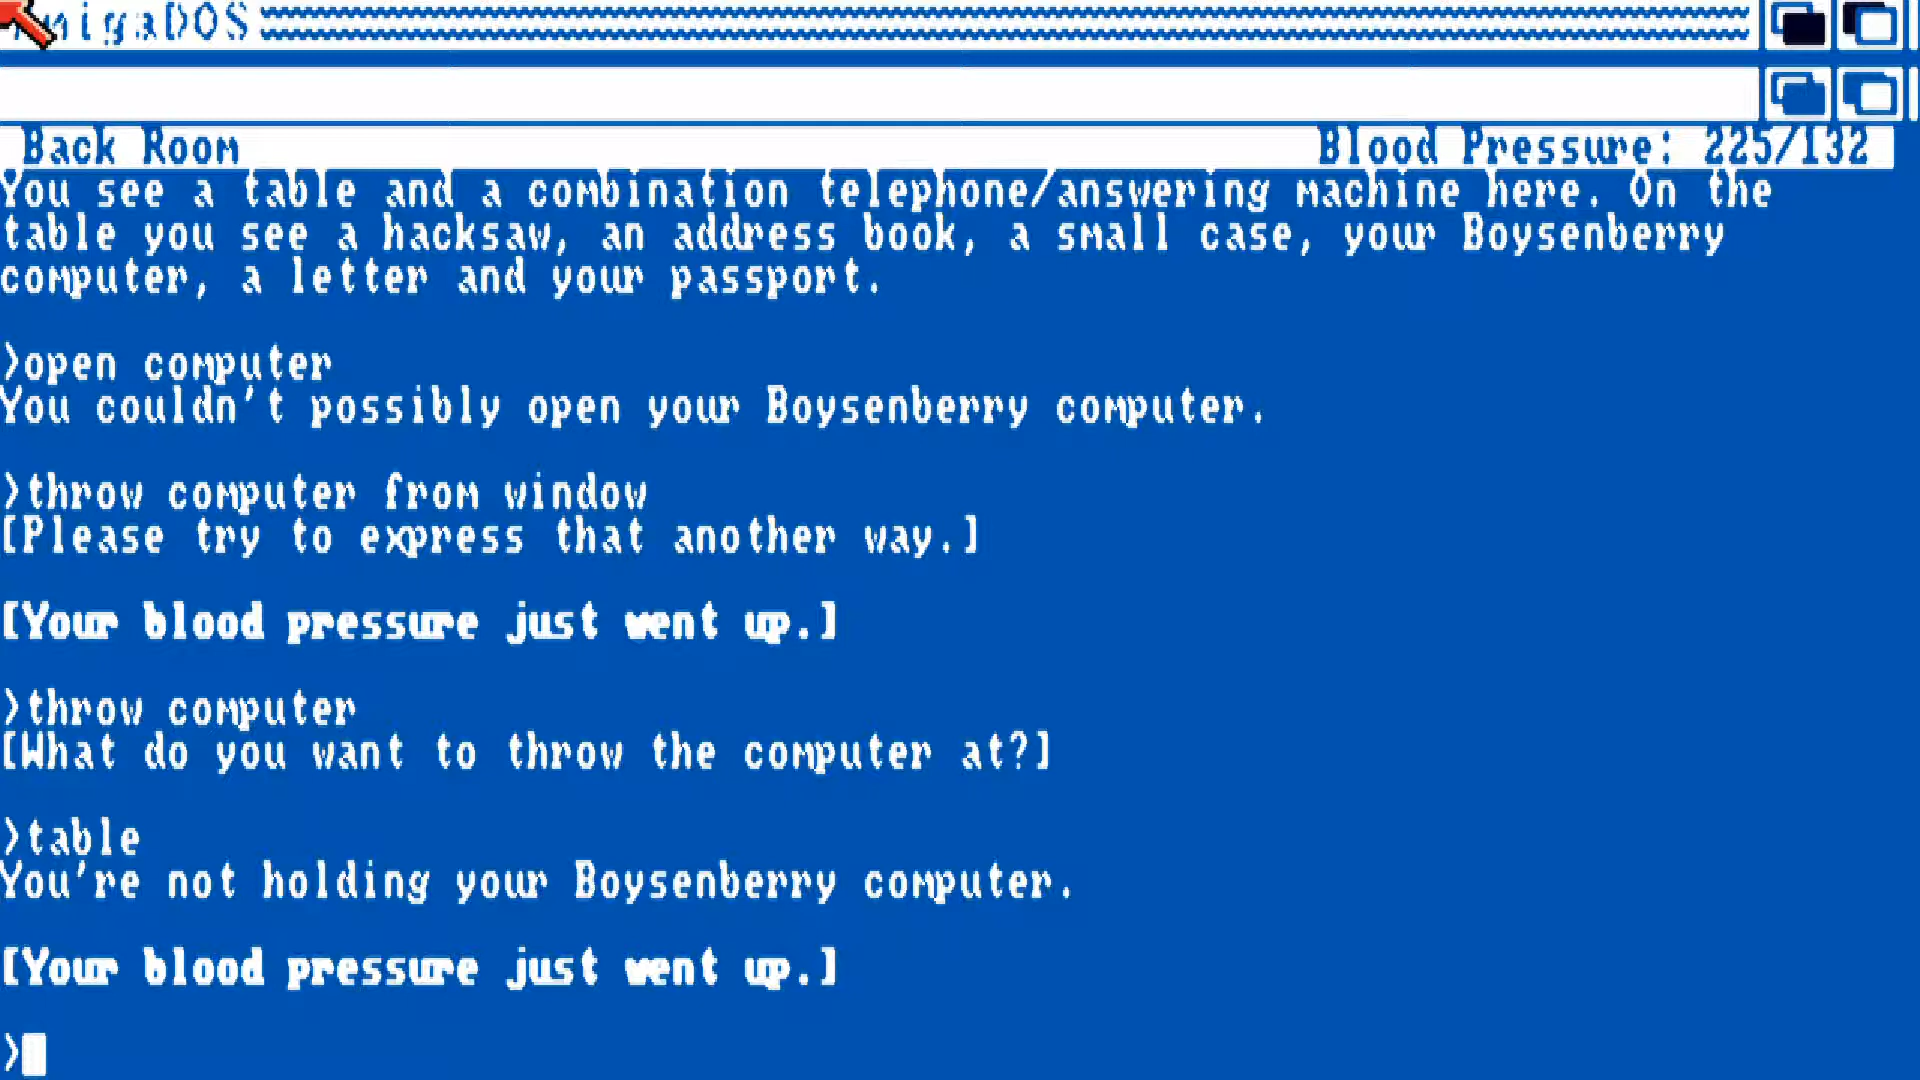 migaDOS
Back Room Blood Pressure: 225/132
You see a table and a combination telephone/answering machine here. On the
table you see a hacksaw, an address book, a small case, your Boysenberry
computer, a letter and your passport.
>open computer
You couldn't possibly open your Boysenberry computer.
>throw computer from window
[Please try to express that another way.]
[Your blood pressure just went up.]
>throw computer
[What do you want to throw the computer at?]
>table
You're not holding your Boysenberry computer.
[Your blood pressure just went up.]
>